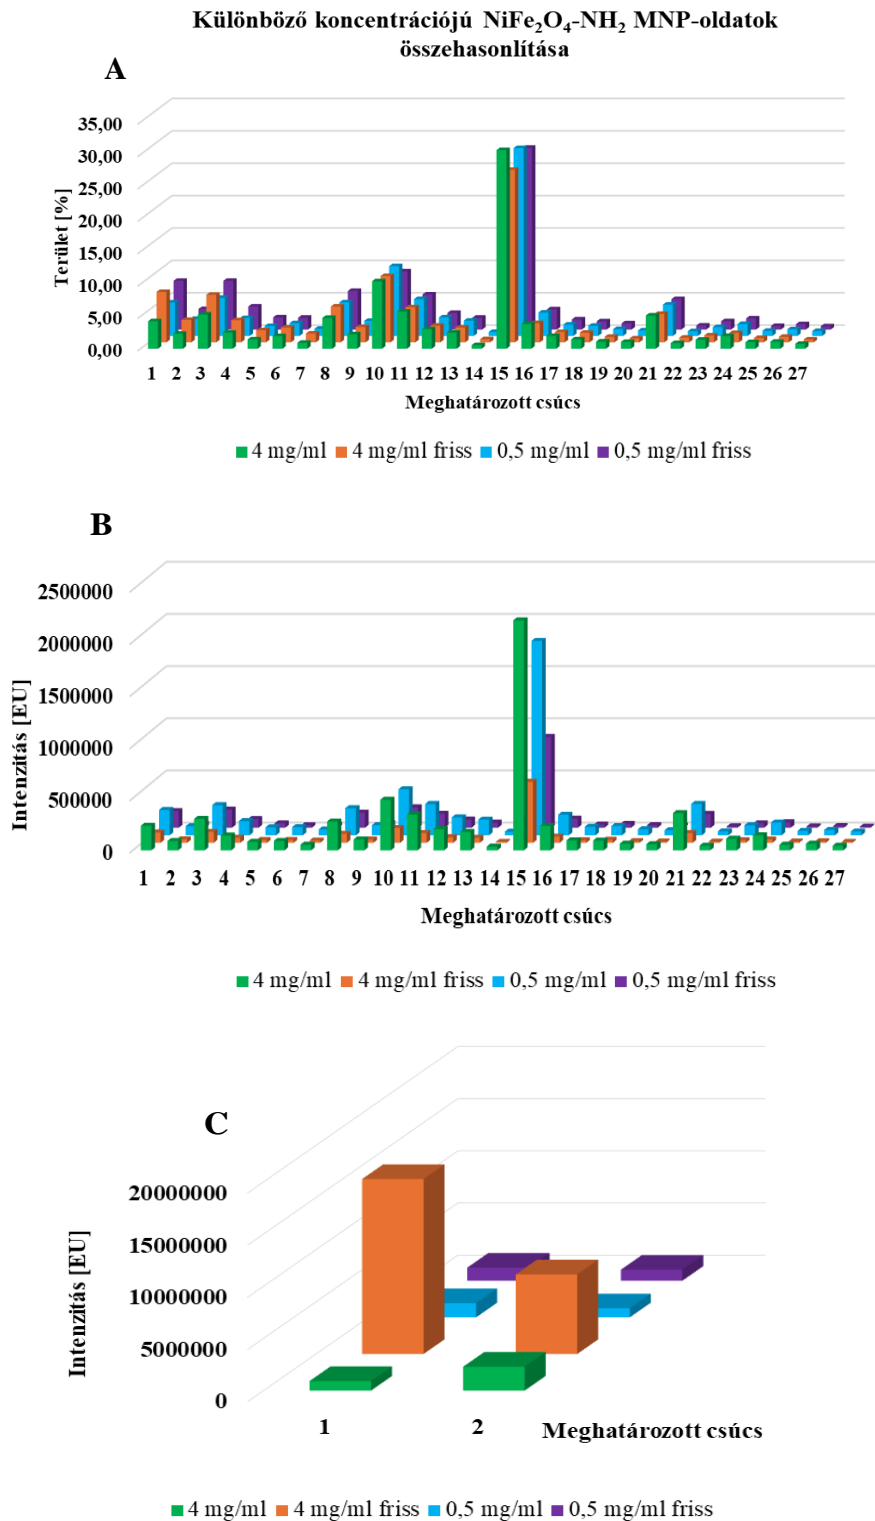 Különböző koncentrációjú NiFe₂O₄-NH₂ MNP-oldatok
összehasonlítása
A
35,00
30,00
25,00
20,00
15,00
10,00
5,00
0,00
Terület [%]
1 2 3 4 5 6 7 8 9 10 11 12 13 14 15 16 17 18 19 20 21 22 23 24 25 26 27
Meghatározott csúcs
4 mg/ml 4 mg/ml friss 0,5 mg/ml 0,5 mg/ml friss
B
2500000
2000000
1500000
1000000
500000
0
Intenzitás [EU]
1 2 3 4 5 6 7 8 9 10 11 12 13 14 15 16 17 18 19 20 21 22 23 24 25 26 27
Meghatározott csúcs
4 mg/ml 4 mg/ml friss 0,5 mg/ml 0,5 mg/ml friss
C
20000000
15000000
10000000
5000000
0
Intenzitás [EU]
1 2 Meghatározott csúcs
4 mg/ml 4 mg/ml friss 0,5 mg/ml 0,5 mg/ml friss